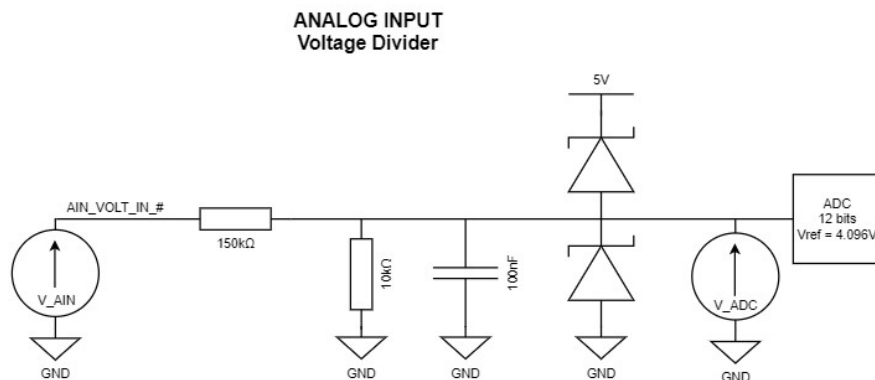 ANALOG INPUT
Voltage Divider
5V
AIN_VOLT_IN_#
150kΩ
10kΩ
100nF
ADC
12 bits
Vref = 4.096V
V_AIN
V_ADC
GND
GND
GND
GND
GND